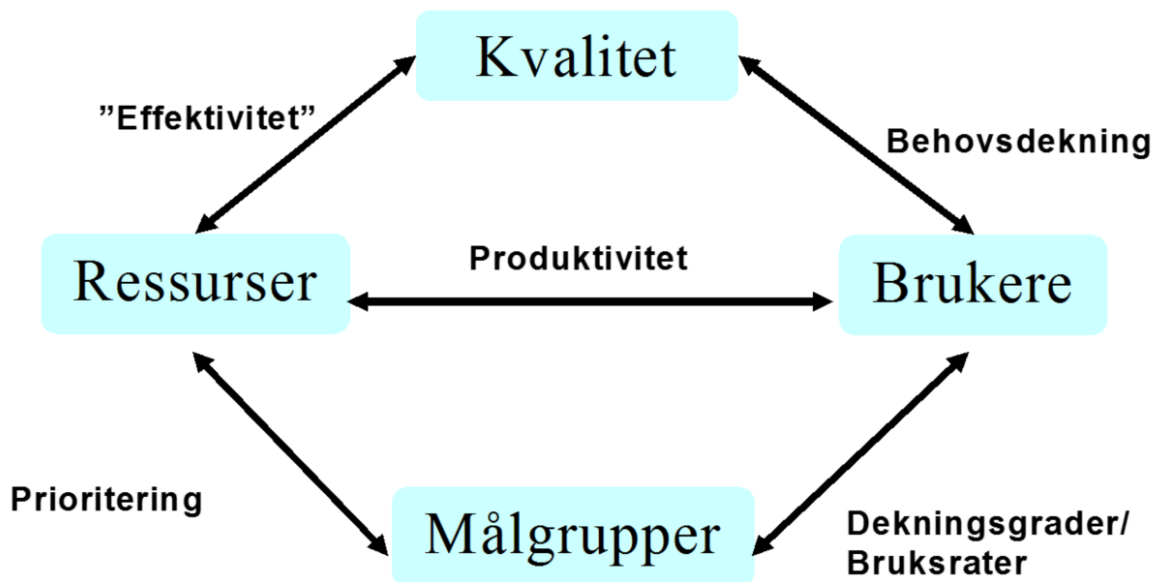 Kvalitet
”Effektivitet”
Behovsdekning
Produktivitet
Ressurser
Brukere
Prioritering
Målgrupper
Dekningsgrader/
Bruksrater